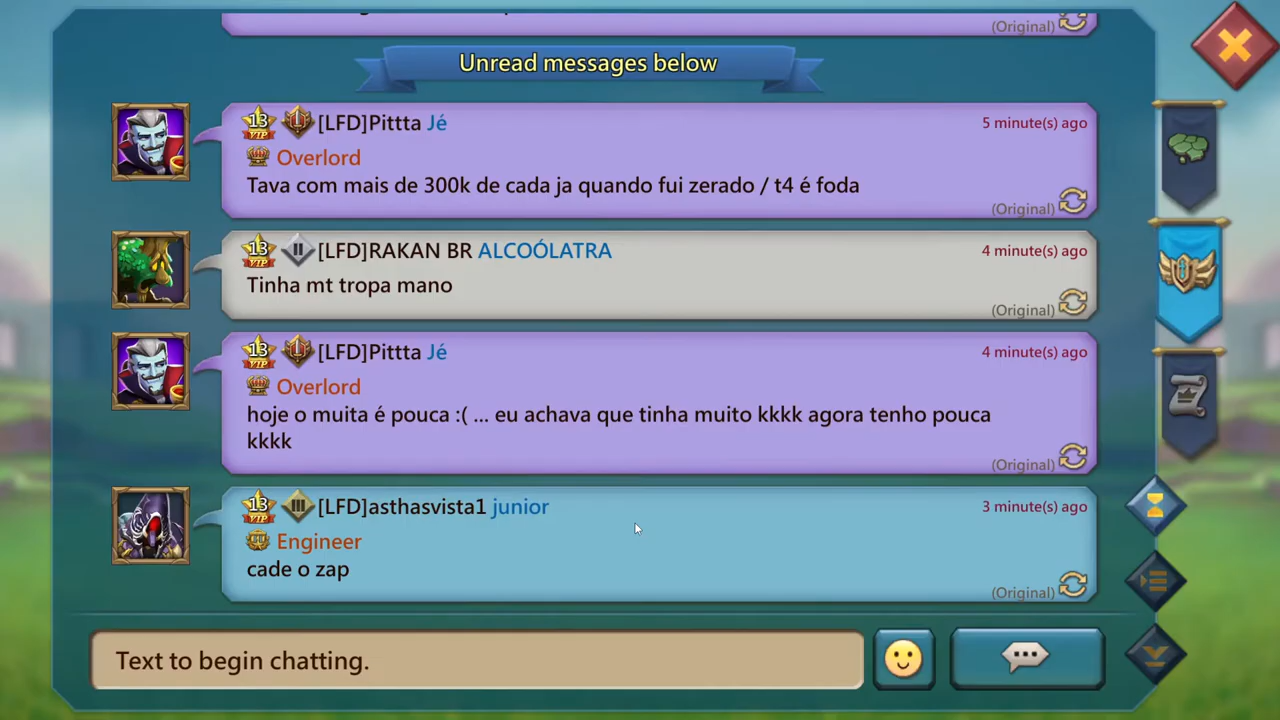 (Original)
Unread messages below
13 VIP [LFD]Pittta Jé 5 minute(s) ago
Overlord
Tava com mais de 300k de cada ja quando fui zerado / t4 é foda
(Original)
13 VIP II [LFD]RAKAN BR ALCOÓLATRA 4 minute(s) ago
Tinha mt tropa mano
(Original)
13 VIP [LFD]Pittta Jé 4 minute(s) ago
Overlord
hoje o muita é pouca :( ... eu achava que tinha muito kkkk agora tenho pouca
kkkk
(Original)
13 VIP III [LFD]asthasvista1 junior 3 minute(s) ago
Engineer
cade o zap
(Original)
Text to begin chatting.